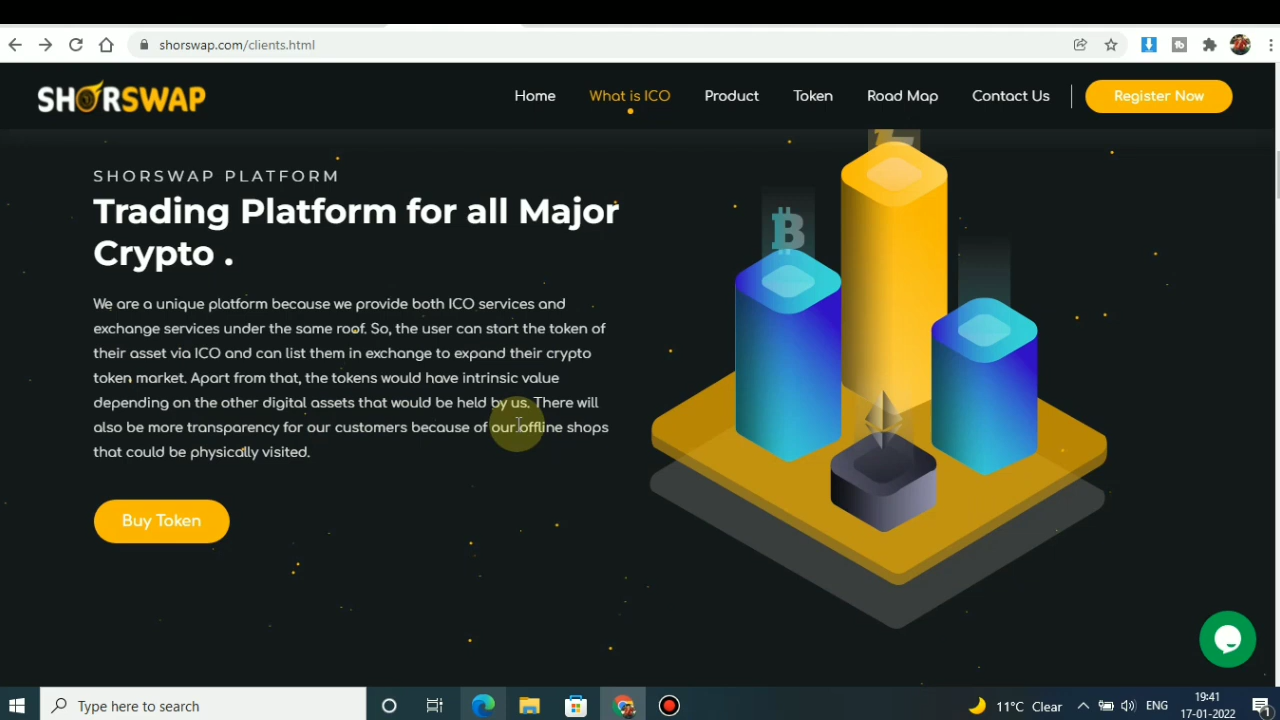 shorswap.com/clients.html
SHORSWAP
Home
What is ICO
Product
Token
Road Map
Contact Us
Register Now
SHORSWAP PLATFORM
Trading Platform for all Major
Crypto .
We are a unique platform because we provide both ICO services and
exchange services under the same roof. So, the user can start the token of
their asset via ICO and can list them in exchange to expand their crypto
token market. Apart from that, the tokens would have intrinsic value
depending on the other digital assets that would be held by us. There will
also be more transparency for our customers because of our offline shops
that could be physically visited.
Buy Token
Type here to search
11°C Clear
ENG
19:41
17-01-2022
1